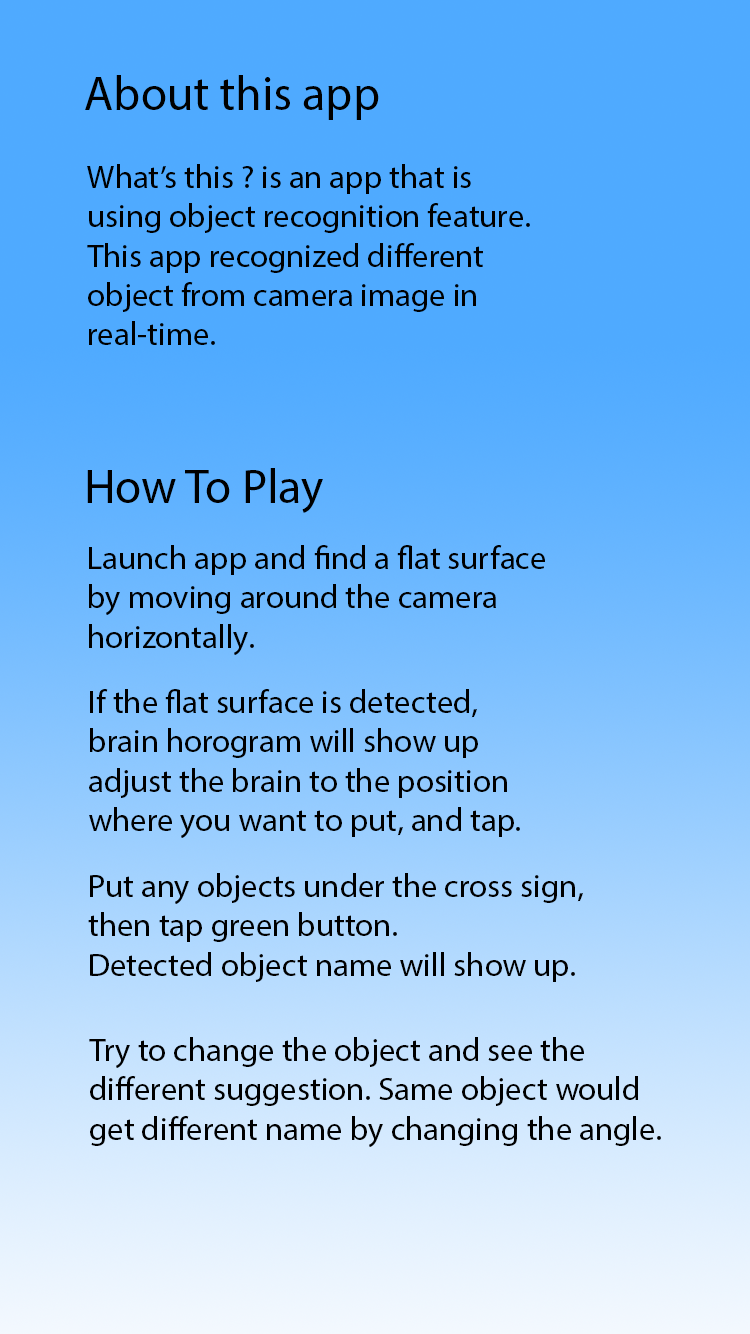 About this app
What's this ? is an app that is
using object recognition feature.
This app recognized different
object from camera image in
real-time.
How To Play
Launch app and find a flat surface
by moving around the camera
horizontally.
If the flat surface is detected,
brain horogram will show up
adjust the brain to the position
where you want to put, and tap.
Put any objects under the cross sign,
then tap green button.
Detected object name will show up.
Try to change the object and see the
different suggestion. Same object would
get different name by changing the angle.